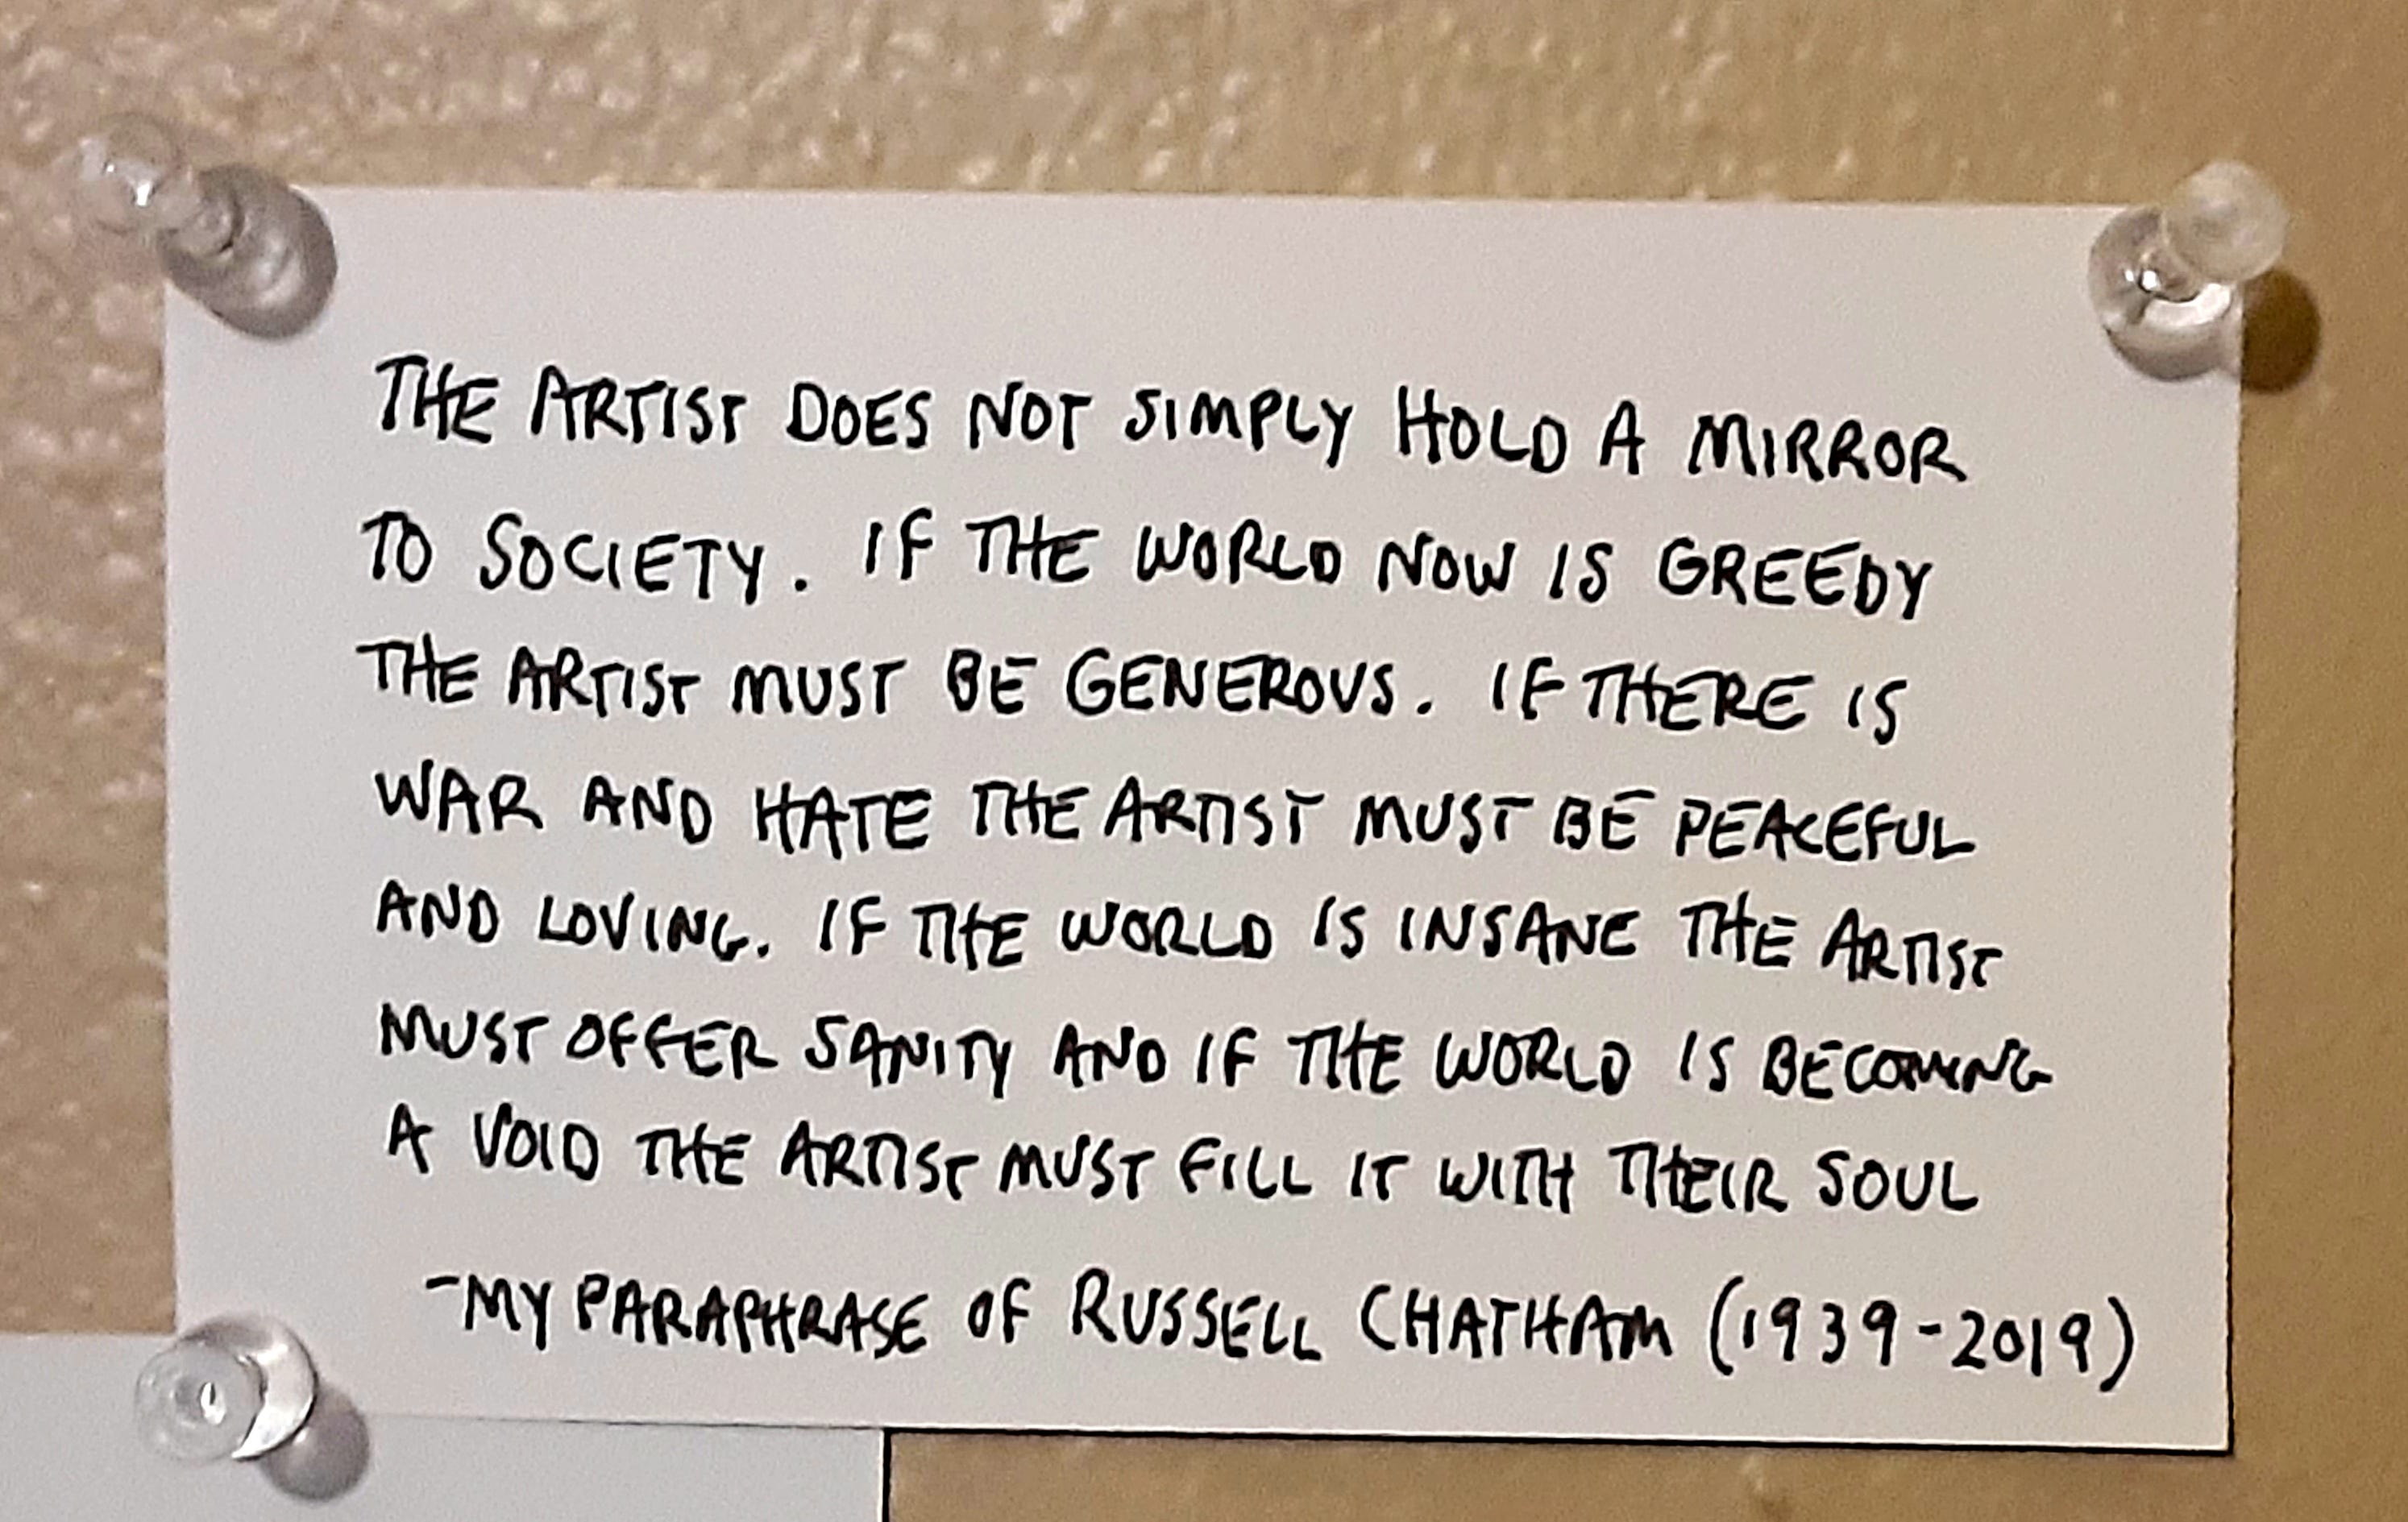 THE ARTIST DOES NOT SIMPLY HOLD A MIRROR
TO SOCIETY. IF THE WORLD NOW IS GREEDY
THE ARTIST MUST BE GENEROUS. IF THERE IS
WAR AND HATE THE ARTIST MUST BE PEACEFUL
AND LOVING. IF THE WORLD IS INSANE THE ARTIST
MUST OFFER SANITY AND IF THE WORLD IS BECOMING
A VOID THE ARTIST MUST FILL IT WITH THEIR SOUL
-MY PARAPHRASE OF RUSSELL CHATHAM (1939-2019)